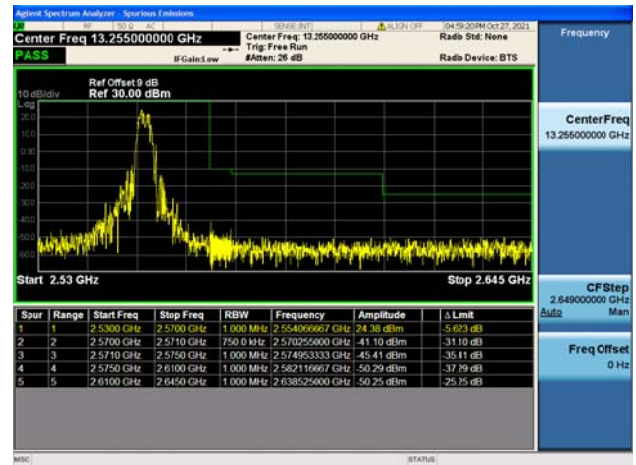 Agilent Spectrum Analyzer - Spurious Emissions
RF 50 Ω AC SENSE:INT ALIGN OFF 04:59:20 PM Oct 27, 2021
Center Freq 13.255000000 GHz Center Freq: 13.255000000 GHz Radio Std: None Frequency
PASS Trig: Free Run
IFGain:Low #Atten: 26 dB Radio Device: BTS
Ref Offset 9 dB
10 dB/div Ref 30.00 dBm
Log
20.0
10.0
0.00
-10.0
-20.0
-30.0
-40.0
-50.0
-60.0
Start 2.53 GHz Stop 2.645 GHz
Center Freq
13.255000000 GHz
CF Step
2.649000000 GHz
Auto Man
Freq Offset
0 Hz
Spur Range Start Freq Stop Freq RBW Frequency Amplitude Δ Limit
1 1 2.5300 GHz 2.5700 GHz 1.000 MHz 2.554066667 GHz 24.38 dBm -5.623 dB
2 2 2.5700 GHz 2.5710 GHz 750.0 kHz 2.570255000 GHz -41.10 dBm -31.10 dB
3 3 2.5710 GHz 2.5750 GHz 1.000 MHz 2.574953333 GHz -45.41 dBm -35.41 dB
4 4 2.5750 GHz 2.6100 GHz 1.000 MHz 2.582116667 GHz -50.29 dBm -37.29 dB
5 5 2.6100 GHz 2.6450 GHz 1.000 MHz 2.638525000 GHz -50.25 dBm -25.25 dB
MSG STATUS